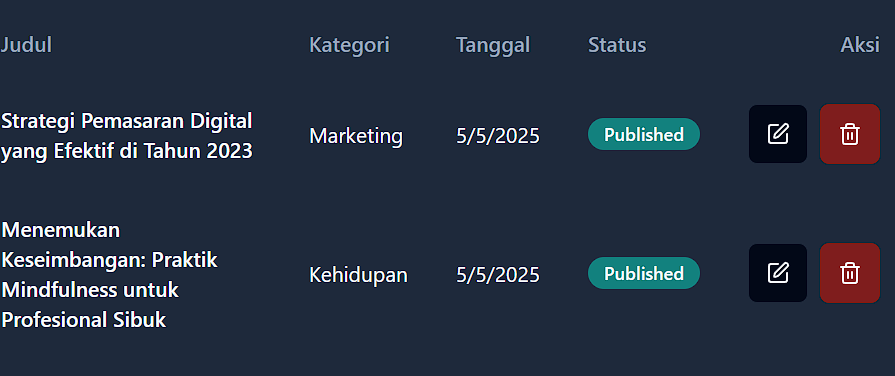 Judul Kategori Tanggal Status Aksi
Strategi Pemasaran Digital
yang Efektif di Tahun 2023
Marketing 5/5/2025 Published
Menemukan
Keseimbangan: Praktik
Mindfulness untuk
Profesional Sibuk
Kehidupan 5/5/2025 Published